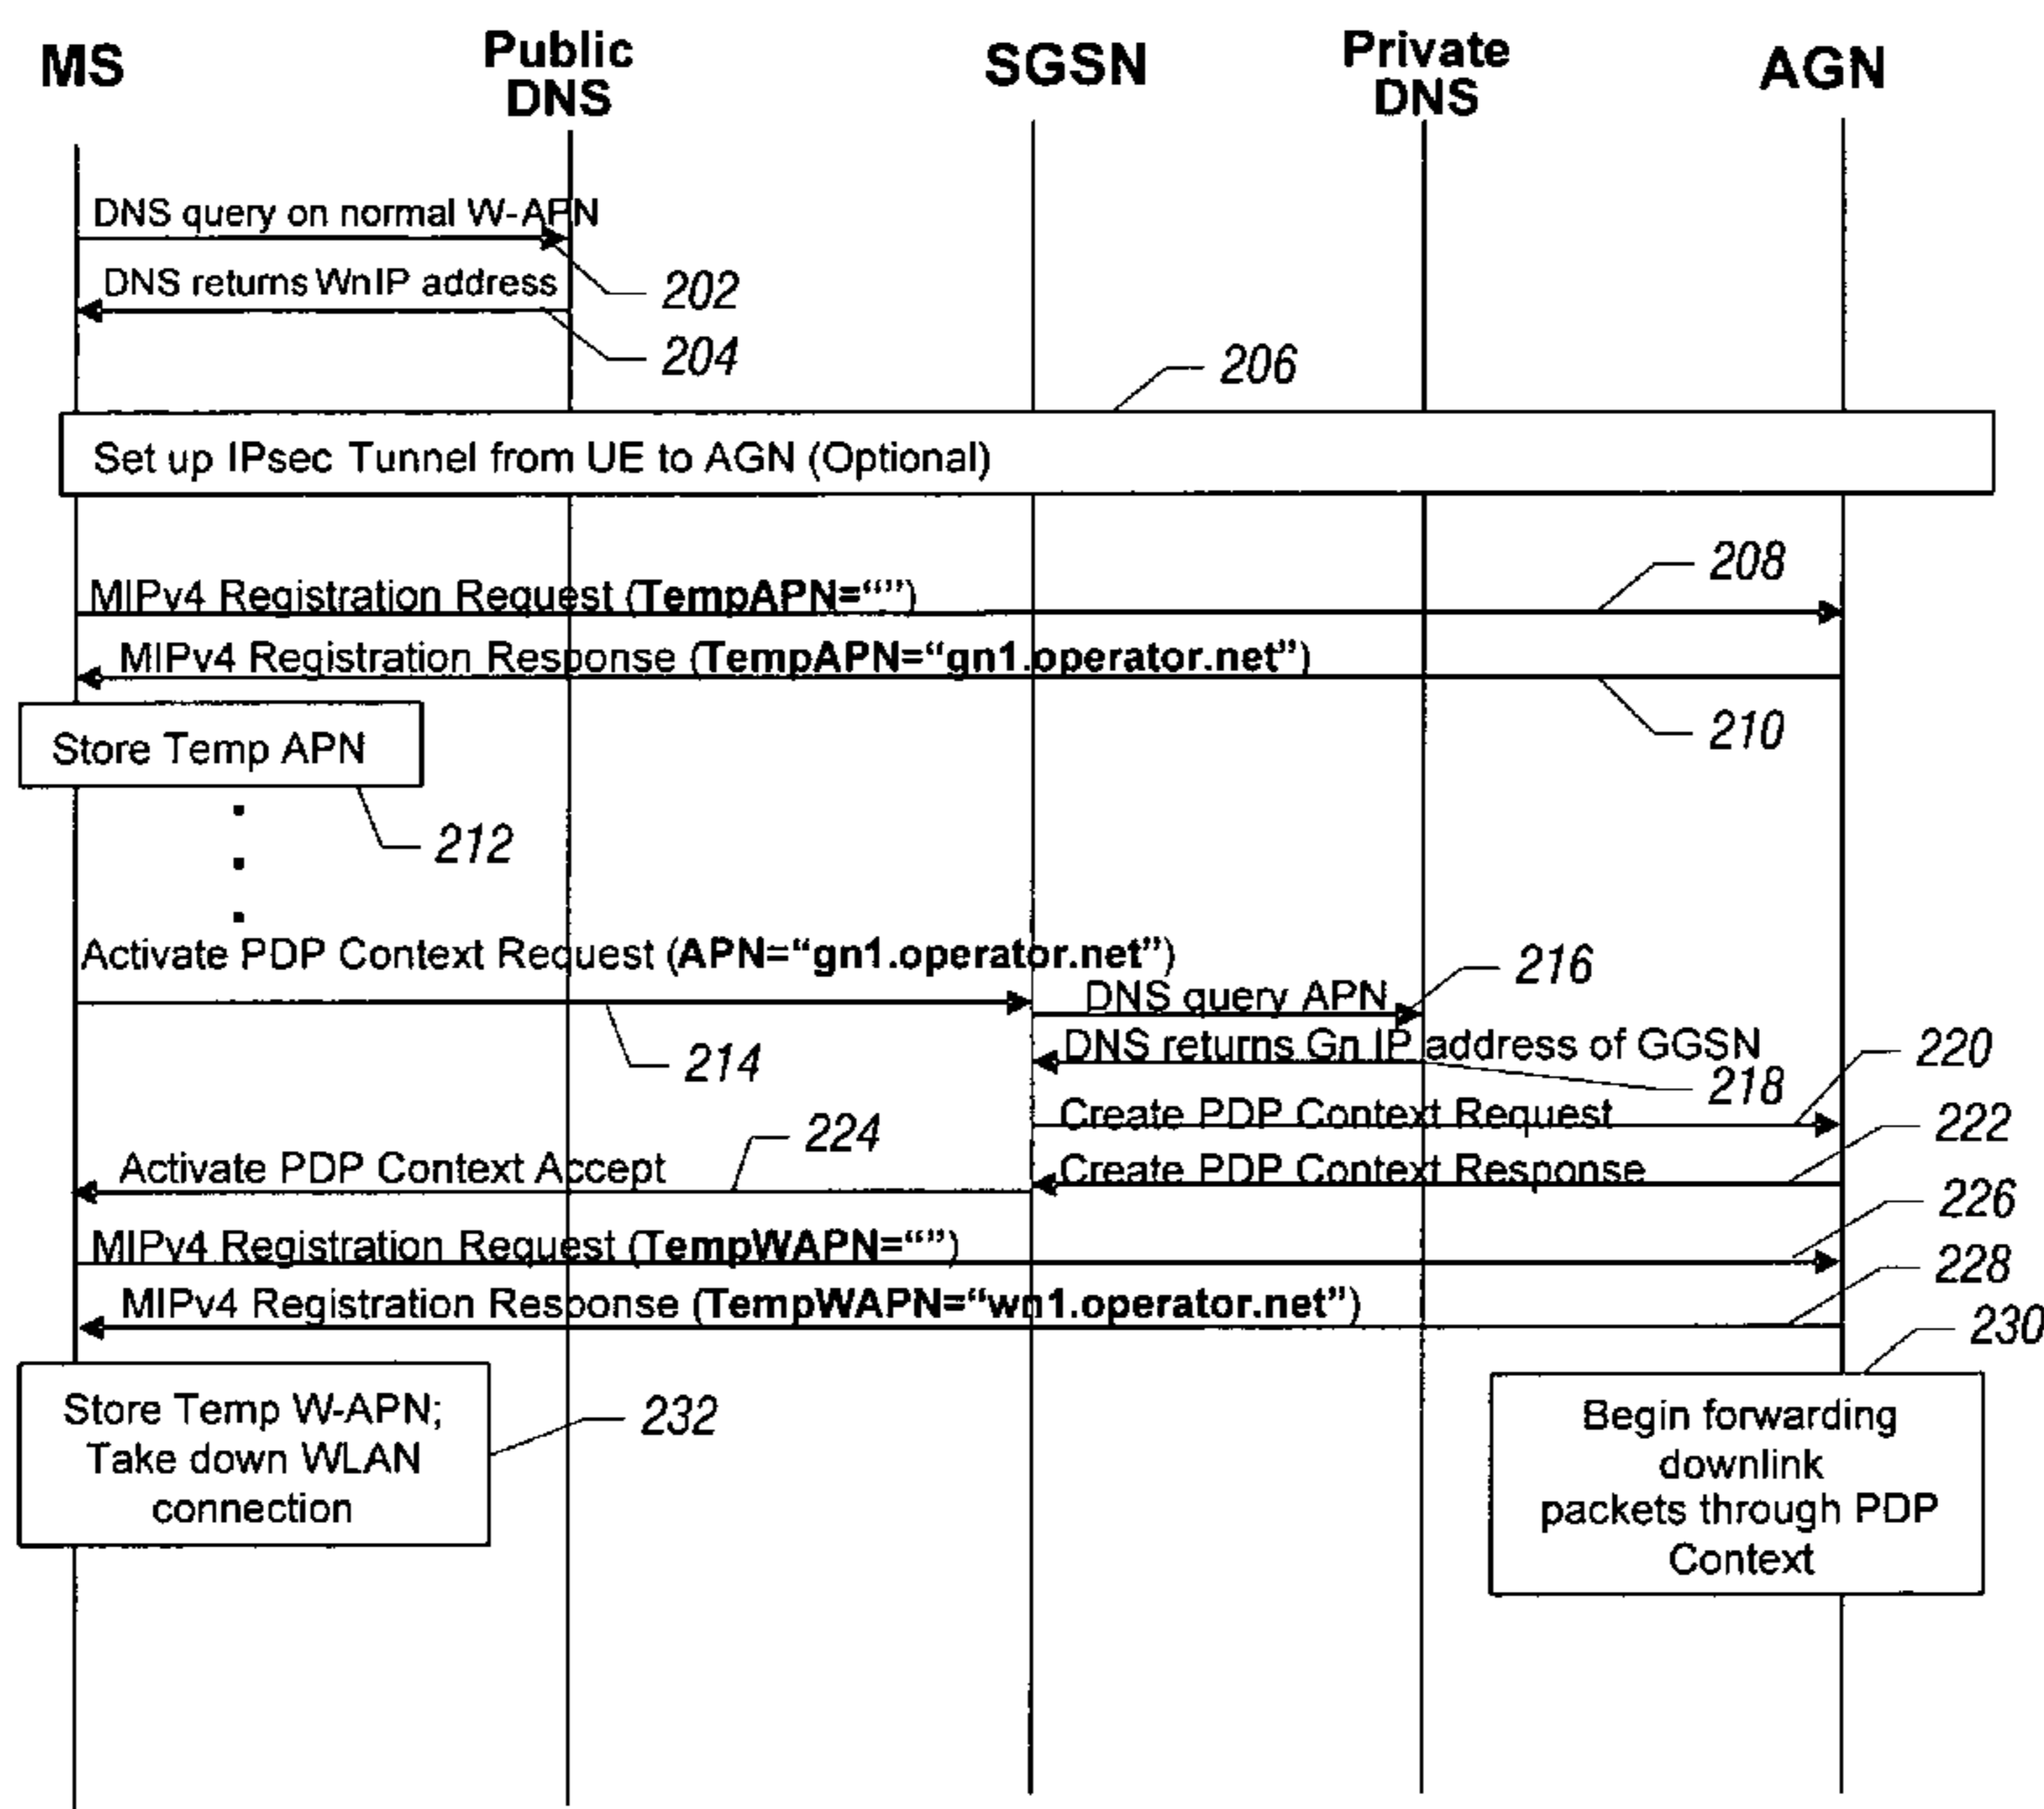 MS
Public
DNS
SGSN
Private
DNS
AGN
DNS query on normal W-APN
202
DNS returns WnIP address
204
206
Set up IPsec Tunnel from UE to AGN (Optional)
208
MIPv4 Registration Request (TempAPN="")
MIPv4 Registration Response (TempAPN="gn1.operator.net")
210
Store Temp APN
212
Activate PDP Context Request (APN="gn1.operator.net")
214
DNS query APN
216
DNS returns Gn IP address of GGSN
218
220
Create PDP Context Request
222
Create PDP Context Response
224
Activate PDP Context Accept
226
MIPv4 Registration Request (TempWAPN="")
228
MIPv4 Registration Response (TempWAPN="wn1.operator.net")
230
Store Temp W-APN;
Take down WLAN
connection
232
Begin forwarding
downlink
packets through PDP
Context